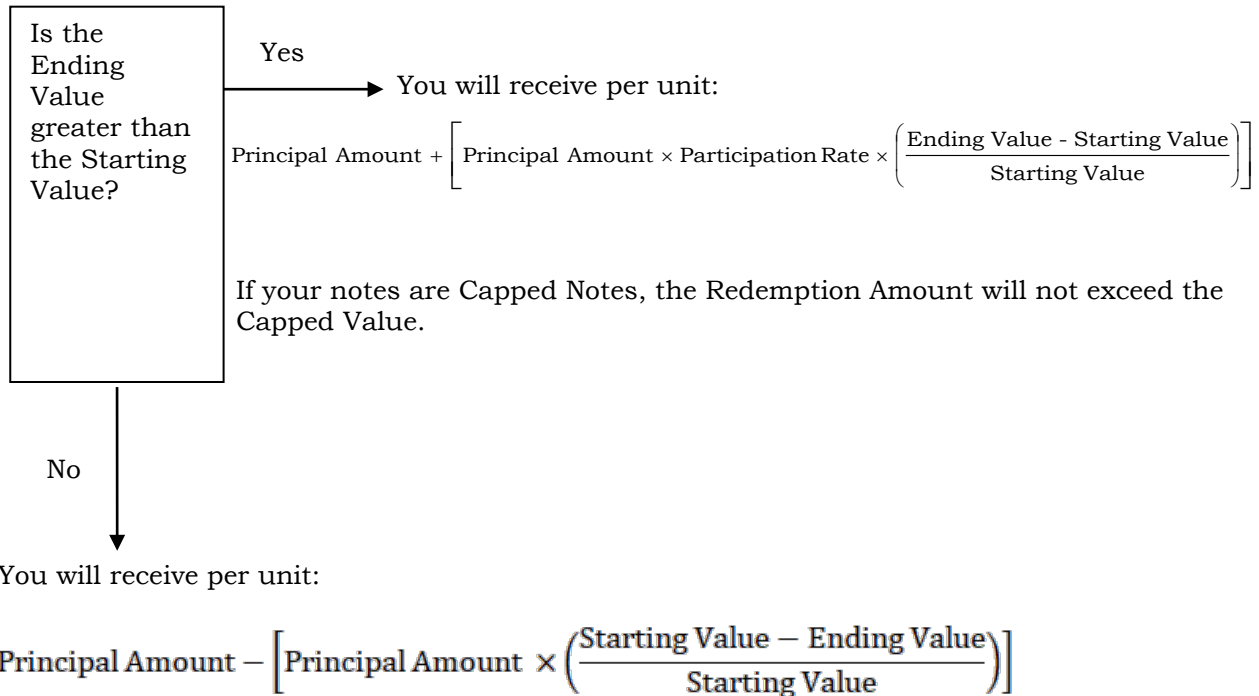 Is the
Ending
Value
greater than
the Starting
Value?
Yes
You will receive per unit:
Principal Amount + [Principal Amount × Participation Rate × (Ending Value - Starting Value / Starting Value)]
If your notes are Capped Notes, the Redemption Amount will not exceed the
Capped Value.
No
You will receive per unit:
Principal Amount − [Principal Amount × (Starting Value − Ending Value / Starting Value)]